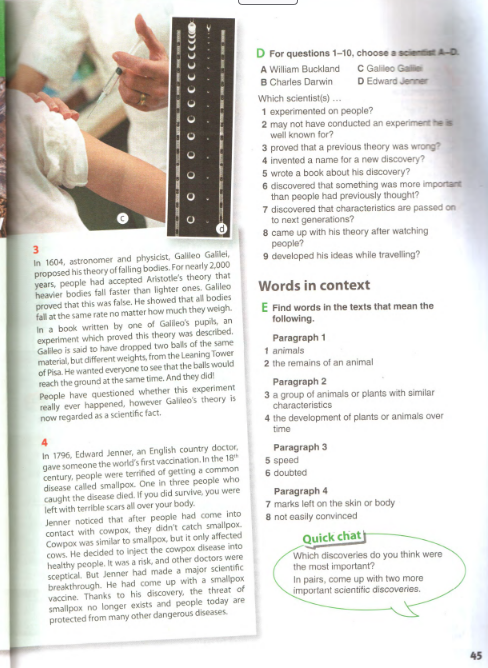 c
d
3
In 1604, astronomer and physicist, Galileo Galilei,
proposed his theory of falling bodies. For nearly 2,000
years, people had accepted Aristotle's theory that
heavier bodies fall faster than lighter ones. Galileo
proved that this was false. He showed that all bodies
fall at the same rate no matter how much they weigh.
In a book written by one of Galileo's pupils, an
experiment which proved this theory was described.
Galileo is said to have dropped two balls of the same
material, but different weights, from the Leaning Tower
of Pisa. He wanted everyone to see that the balls would
reach the ground at the same time. And they did!
People have questioned whether this experiment
really ever happened, however Galileo's theory is
now regarded as a scientific fact.
4
In 1796, Edward Jenner, an English country doctor,
gave someone the world's first vaccination. In the 18th
century, people were terrified of getting a common
disease called smallpox. One in three people who
caught the disease died. If you did survive, you were
left with terrible scars all over your body.
Jenner noticed that after people had come into
contact with cowpox, they didn't catch smallpox.
Cowpox was similar to smallpox, but it only affected
cows. He decided to inject the cowpox disease into
healthy people. It was a risk, and other doctors were
sceptical. But Jenner had made a major scientific
breakthrough. He had come up with a smallpox
vaccine. Thanks to his discovery, the threat of
smallpox no longer exists and people today are
protected from many other dangerous diseases.
D For questions 1–10, choose a scientist A–D.
A William Buckland C Galileo Galilei
B Charles Darwin D Edward Jenner
Which scientist(s) ...
1 experimented on people?
2 may not have conducted an experiment he is
well known for?
3 proved that a previous theory was wrong?
4 invented a name for a new discovery?
5 wrote a book about his discovery?
6 discovered that something was more important
than people had previously thought?
7 discovered that characteristics are passed on
to next generations?
8 came up with his theory after watching
people?
9 developed his ideas while travelling?
Words in context
E Find words in the texts that mean the
following.
Paragraph 1
1 animals
2 the remains of an animal
Paragraph 2
3 a group of animals or plants with similar
characteristics
4 the development of plants or animals over
time
Paragraph 3
5 speed
6 doubted
Paragraph 4
7 marks left on the skin or body
8 not easily convinced
Quick chat
Which discoveries do you think were
the most important?
In pairs, come up with two more
important scientific discoveries.
45